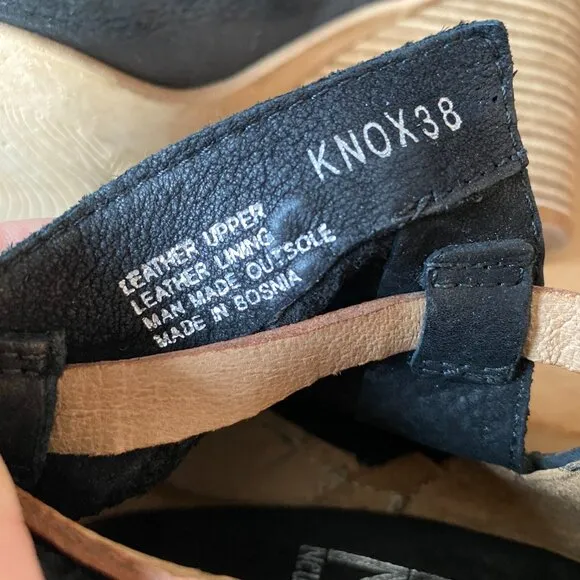 KNOX38
LEATHER UPPER
LEATHER LINING
MAN MADE OUTSOLE
MADE IN BOSNIA